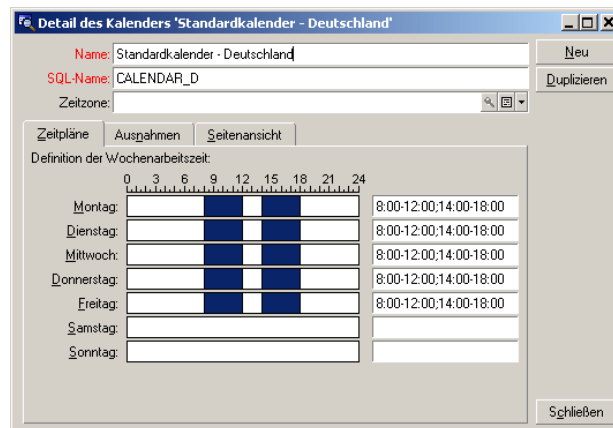 Detail des Kalenders 'Standardkalender - Deutschland'
Name: Standardkalender - Deutschland
Neu
SQL-Name: CALENDAR_D
Duplizieren
Zeitzone:
Zeitpläne Ausnahmen Seitenansicht
Definition der Wochenarbeitszeit:
0 3 6 9 12 15 18 21 24
Montag: 8:00-12:00;14:00-18:00
Dienstag: 8:00-12:00;14:00-18:00
Mittwoch: 8:00-12:00;14:00-18:00
Donnerstag: 8:00-12:00;14:00-18:00
Freitag: 8:00-12:00;14:00-18:00
Samstag:
Sonntag:
Schließen